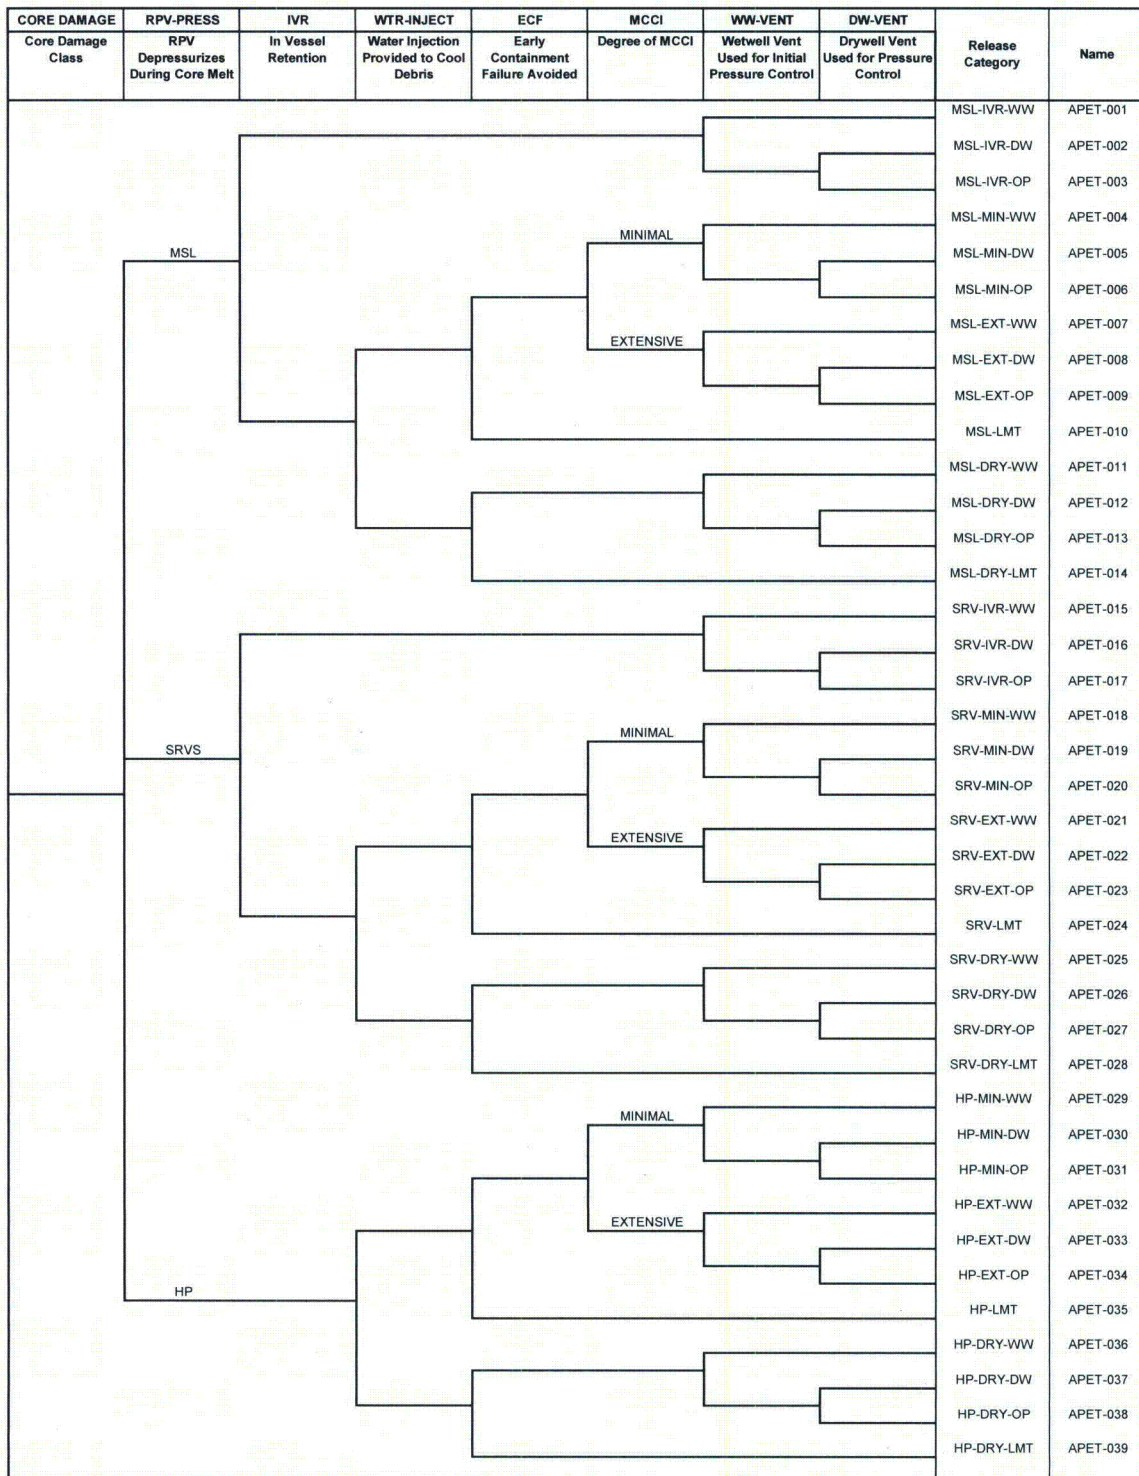 CORE DAMAGE RPV-PRESS IVR WTR-INJECT ECF MCCI WW-VENT DW-VENT
Core Damage Class
RPV Depressurizes During Core Melt
In Vessel Retention
Water Injection Provided to Cool Debris
Early Containment Failure Avoided
Degree of MCCI
Wetwell Vent Used for Initial Pressure Control
Drywell Vent Used for Pressure Control
Release Category
Name
MSL-IVR-WW APET-001
MSL-IVR-DW APET-002
MSL-IVR-OP APET-003
MSL-MIN-WW APET-004
MINIMAL
MSL
MSL-MIN-DW APET-005
MSL-MIN-OP APET-006
MSL-EXT-WW APET-007
EXTENSIVE
MSL-EXT-DW APET-008
MSL-EXT-OP APET-009
MSL-LMT APET-010
MSL-DRY-WW APET-011
MSL-DRY-DW APET-012
MSL-DRY-OP APET-013
MSL-DRY-LMT APET-014
SRV-IVR-WW APET-015
SRV-IVR-DW APET-016
SRV-IVR-OP APET-017
SRV-MIN-WW APET-018
MINIMAL
SRVS
SRV-MIN-DW APET-019
SRV-MIN-OP APET-020
SRV-EXT-WW APET-021
EXTENSIVE
SRV-EXT-DW APET-022
SRV-EXT-OP APET-023
SRV-LMT APET-024
SRV-DRY-WW APET-025
SRV-DRY-DW APET-026
SRV-DRY-OP APET-027
SRV-DRY-LMT APET-028
HP-MIN-WW APET-029
MINIMAL
HP-MIN-DW APET-030
HP-MIN-OP APET-031
HP-EXT-WW APET-032
EXTENSIVE
HP-EXT-DW APET-033
HP-EXT-OP APET-034
HP
HP-LMT APET-035
HP-DRY-WW APET-036
HP-DRY-DW APET-037
HP-DRY-OP APET-038
HP-DRY-LMT APET-039